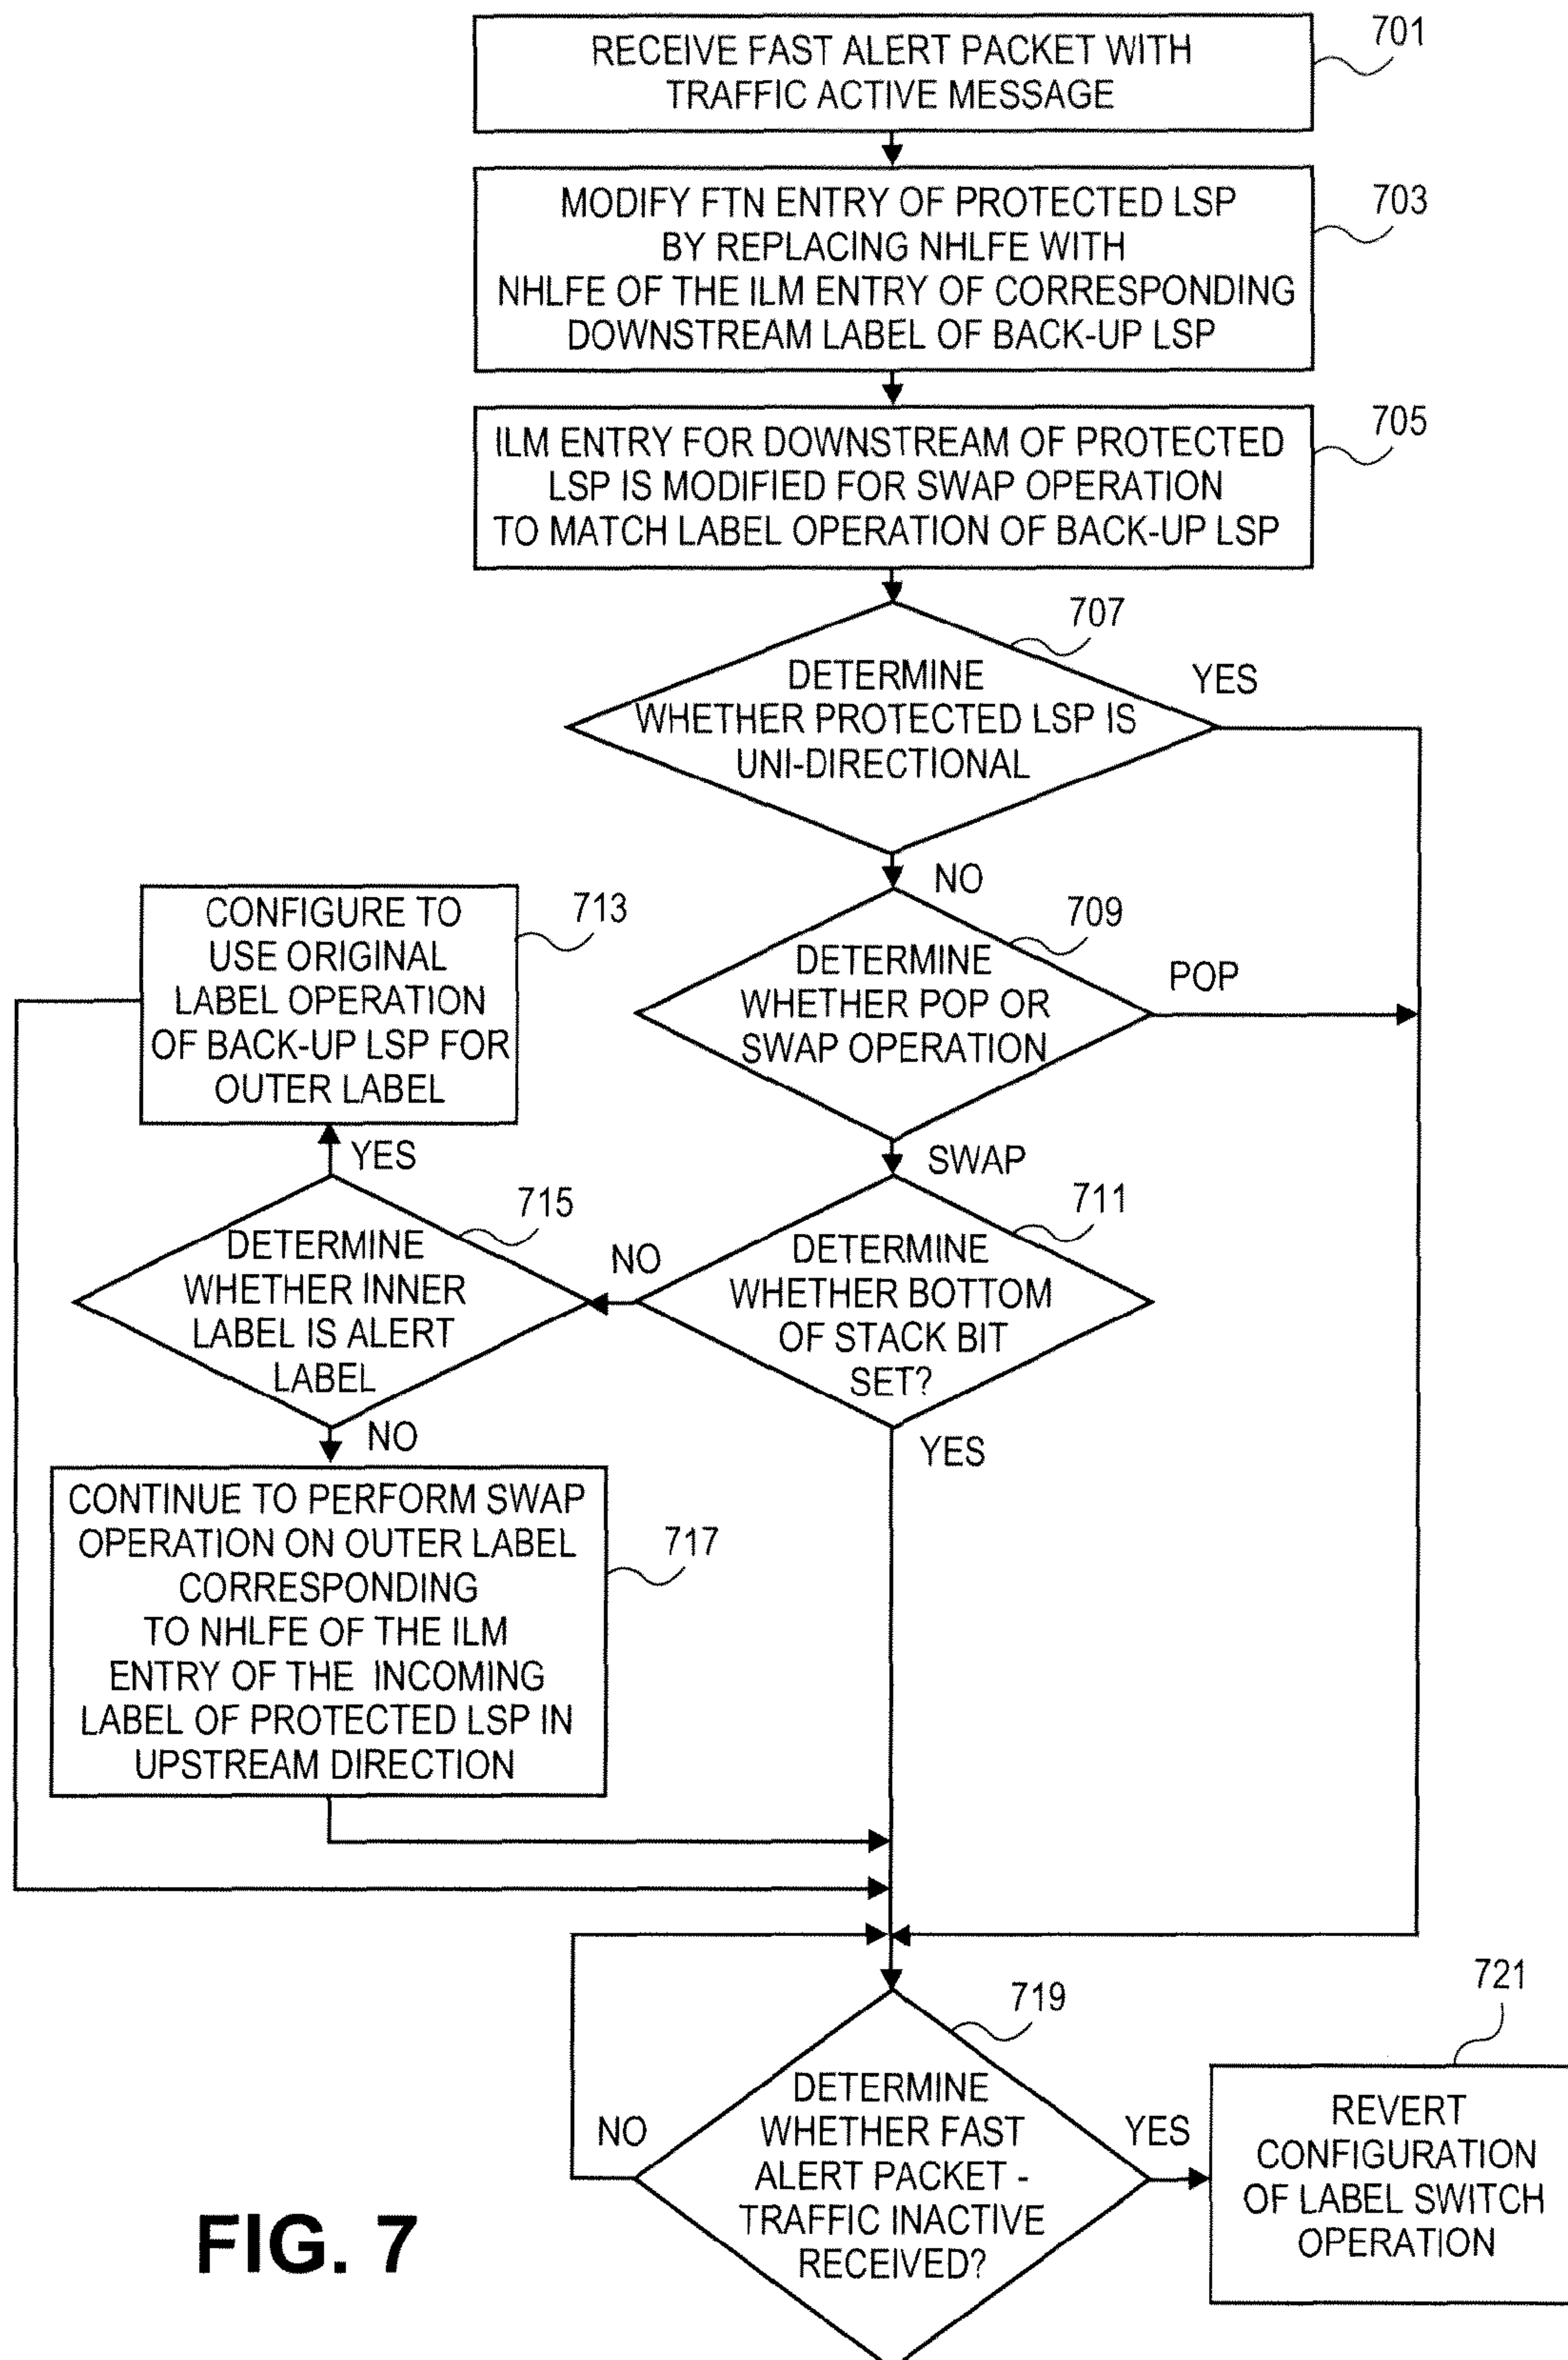 RECEIVE FAST ALERT PACKET WITH
TRAFFIC ACTIVE MESSAGE
701
MODIFY FTN ENTRY OF PROTECTED LSP
BY REPLACING NHLFE WITH
NHLFE OF THE ILM ENTRY OF CORRESPONDING
DOWNSTREAM LABEL OF BACK-UP LSP
703
ILM ENTRY FOR DOWNSTREAM OF PROTECTED
LSP IS MODIFIED FOR SWAP OPERATION
TO MATCH LABEL OPERATION OF BACK-UP LSP
705
707
DETERMINE
WHETHER PROTECTED LSP IS
UNI-DIRECTIONAL
YES
NO
709
DETERMINE
WHETHER POP OR
SWAP OPERATION
POP
SWAP
711
DETERMINE
WHETHER BOTTOM
OF STACK BIT
SET?
NO
YES
713
CONFIGURE TO
USE ORIGINAL
LABEL OPERATION
OF BACK-UP LSP FOR
OUTER LABEL
YES
715
DETERMINE
WHETHER INNER
LABEL IS ALERT
LABEL
NO
CONTINUE TO PERFORM SWAP
OPERATION ON OUTER LABEL
CORRESPONDING
TO NHLFE OF THE ILM
ENTRY OF THE INCOMING
LABEL OF PROTECTED LSP IN
UPSTREAM DIRECTION
717
719
DETERMINE
WHETHER FAST
ALERT PACKET -
TRAFFIC INACTIVE
RECEIVED?
NO
YES
721
REVERT
CONFIGURATION
OF LABEL SWITCH
OPERATION
FIG. 7